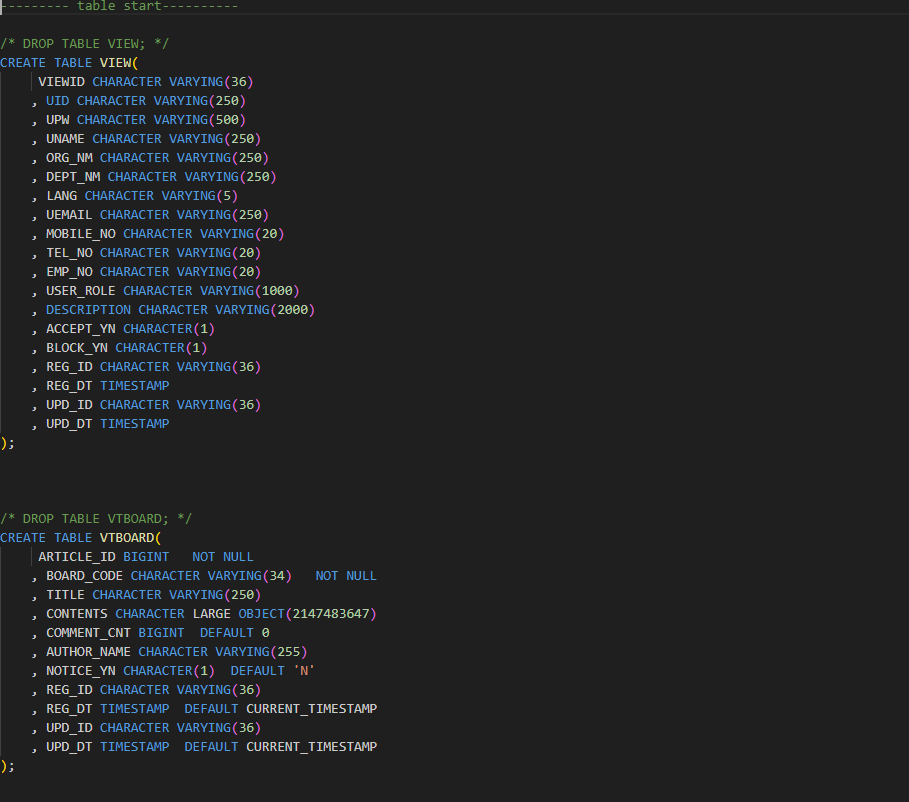 --------- table start----------
/* DROP TABLE VIEW; */
CREATE TABLE VIEW(
VIEWID CHARACTER VARYING(36)
, UID CHARACTER VARYING(250)
, UPW CHARACTER VARYING(500)
, UNAME CHARACTER VARYING(250)
, ORG_NM CHARACTER VARYING(250)
, DEPT_NM CHARACTER VARYING(250)
, LANG CHARACTER VARYING(5)
, UEMAIL CHARACTER VARYING(250)
, MOBILE_NO CHARACTER VARYING(20)
, TEL_NO CHARACTER VARYING(20)
, EMP_NO CHARACTER VARYING(20)
, USER_ROLE CHARACTER VARYING(1000)
, DESCRIPTION CHARACTER VARYING(2000)
, ACCEPT_YN CHARACTER(1)
, BLOCK_YN CHARACTER(1)
, REG_ID CHARACTER VARYING(36)
, REG_DT TIMESTAMP
, UPD_ID CHARACTER VARYING(36)
, UPD_DT TIMESTAMP
);
/* DROP TABLE VTBOARD; */
CREATE TABLE VTBOARD(
ARTICLE_ID BIGINT   NOT NULL
, BOARD_CODE CHARACTER VARYING(34)   NOT NULL
, TITLE CHARACTER VARYING(250)
, CONTENTS CHARACTER LARGE OBJECT(2147483647)
, COMMENT_CNT BIGINT  DEFAULT 0
, AUTHOR_NAME CHARACTER VARYING(255)
, NOTICE_YN CHARACTER(1)  DEFAULT 'N'
, REG_ID CHARACTER VARYING(36)
, REG_DT TIMESTAMP  DEFAULT CURRENT_TIMESTAMP
, UPD_ID CHARACTER VARYING(36)
, UPD_DT TIMESTAMP  DEFAULT CURRENT_TIMESTAMP
);